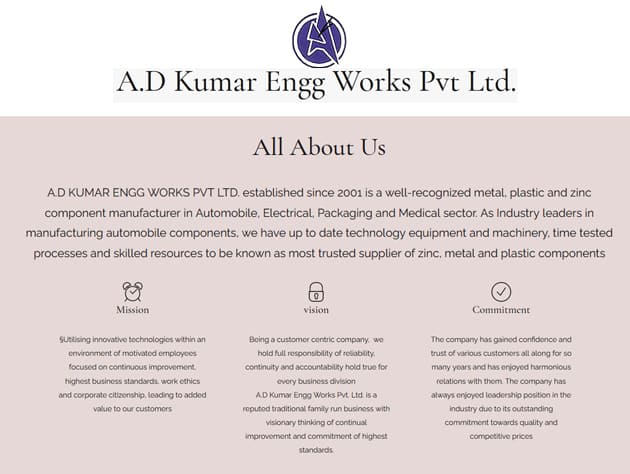 A.D Kumar Engg Works Pvt Ltd.
All About Us
A.D KUMAR ENGG WORKS PVT LTD. established since 2001 is a well-recognized metal, plastic and zinc
component manufacturer in Automobile, Electrical, Packaging and Medical sector. As Industry leaders in
manufacturing automobile components, we have up to date technology equipment and machinery, time tested
processes and skilled resources to be known as most trusted supplier of zinc, metal and plastic components
Mission
§Utilising innovative technologies within an
environment of motivated employees
focused on continuous improvement,
highest business standards, work ethics
and corporate citizenship, leading to added
value to our customers
vision
Being a customer centric company, we
hold full responsibility of reliability,
continuity and accountability hold true for
every business division
A.D Kumar Engg Works Pvt. Ltd. is a
reputed traditional family run business with
visionary thinking of continual
improvement and commitment of highest
standards.
Commitment
The company has gained confidence and
trust of various customers all along for so
many years and has enjoyed harmonious
relations with them. The company has
always enjoyed leadership position in the
industry due to its outstanding
commitment towards quality and
competitive prices